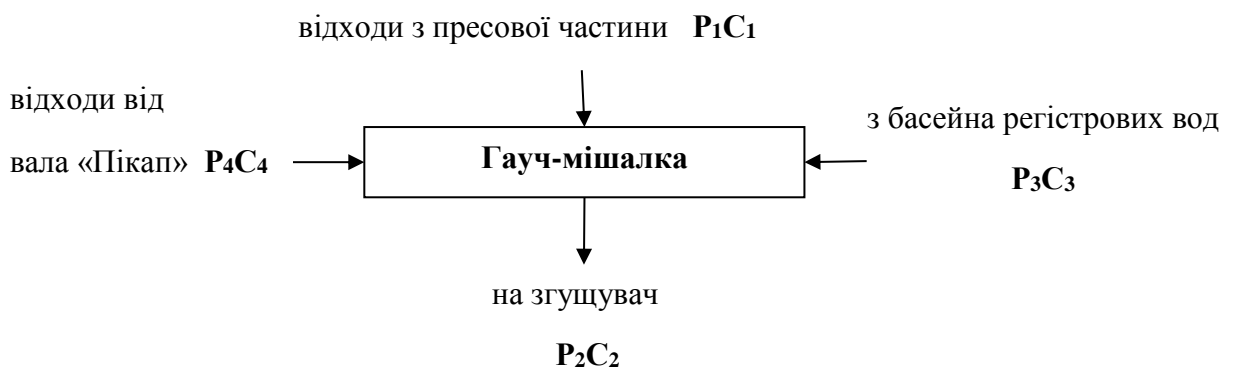 відходи з пресової частини P₁C₁
відходи від
вала «Пікап» P₄C₄
Гауч-мішалка
з басейна регістрових вод
P₃C₃
на згущувач
P₂C₂